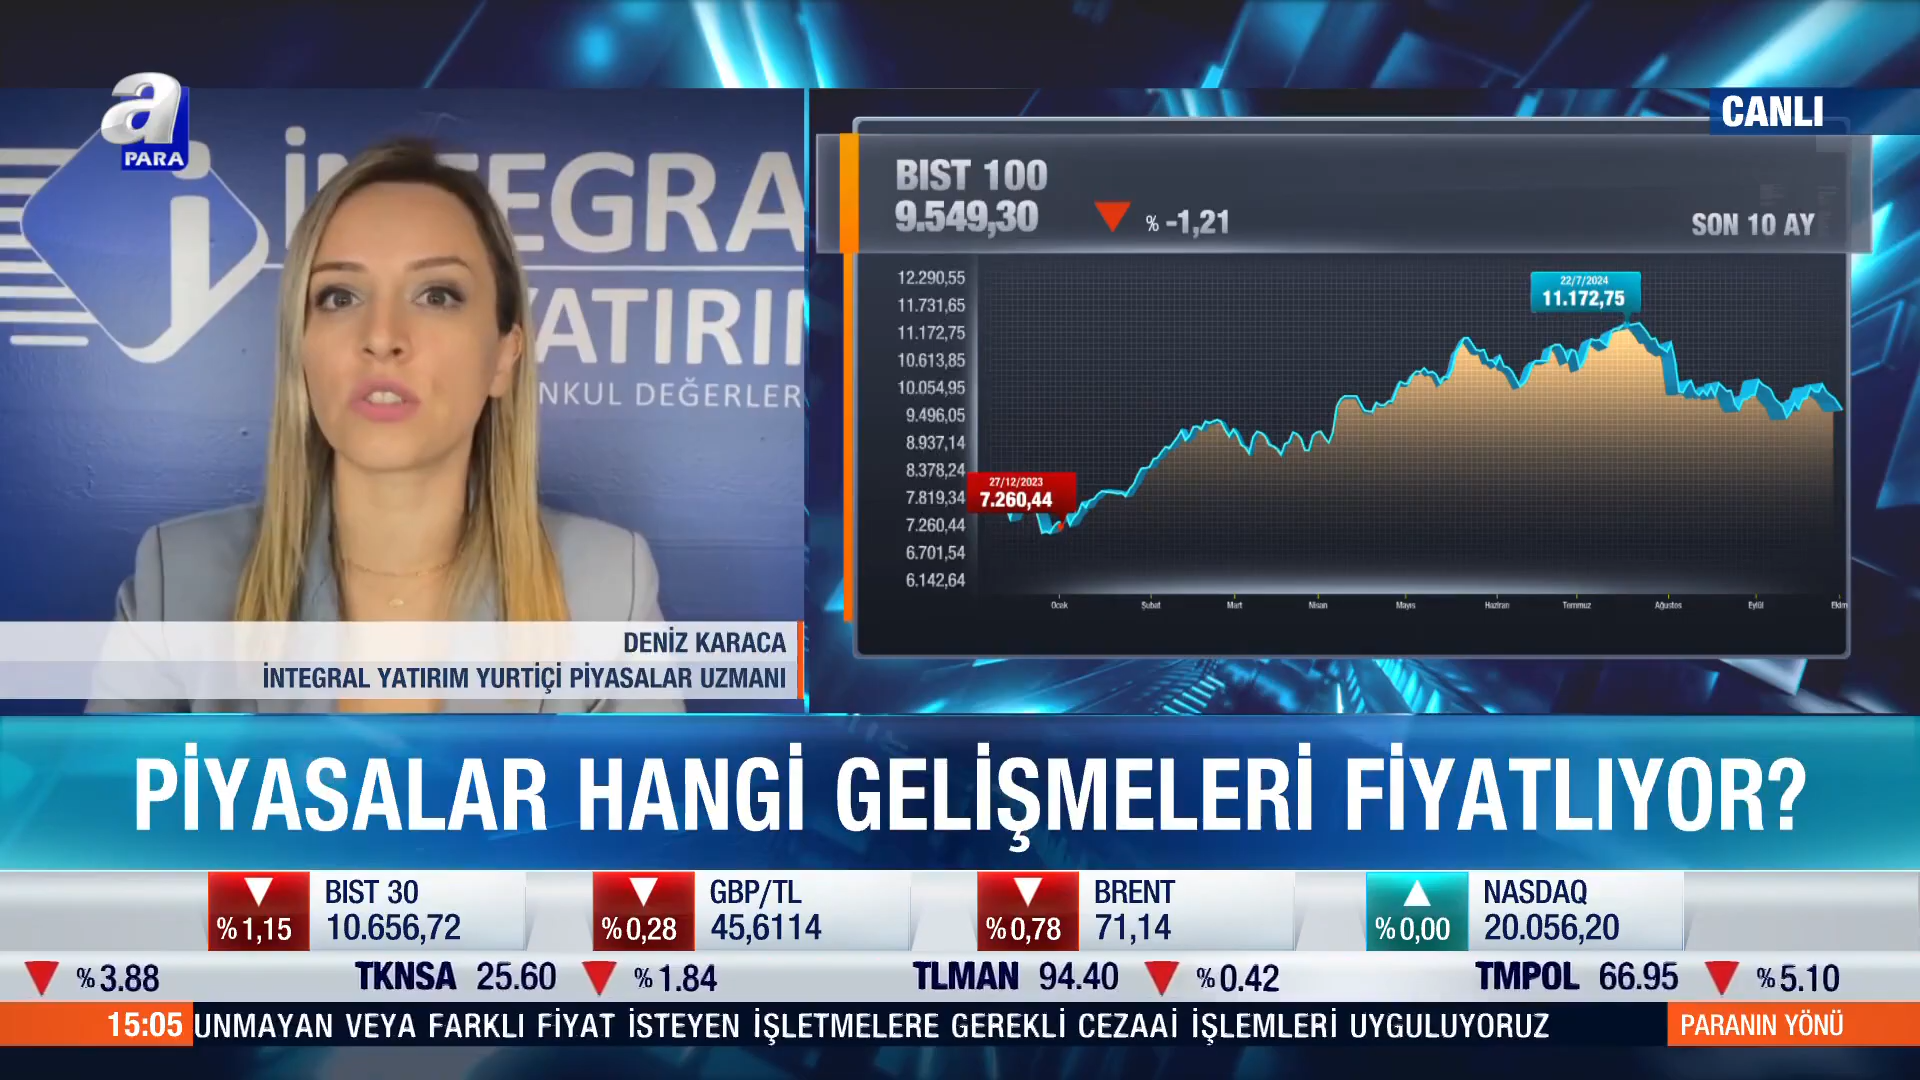 a
PARA
İNTEGRA
YATIRI
NKUL DEĞERLER
DENİZ KARACA
İNTEGRAL YATIRIM YURTİÇİ PİYASALAR UZMANI
CANLI
BIST 100
9.549,30 % -1,21
SON 10 AY
12.290,55
11.731,65
11.172,75
10.613,85
10.054,95
9.496,05
8.937,14
8.378,24
7.819,34
7.260,44
6.701,54
6.142,64
22/7/2024
11.172,75
27/12/2023
7.260,44
Ocak Şubat Mart Nisan Mayıs Haziran Temmuz Ağustos Eylül Ekim
PİYASALAR HANGİ GELİŞMELERİ FİYATLIYOR?
%1,15 BIST 30 10.656,72
%0,28 GBP/TL 45,6114
%0,78 BRENT 71,14
%0,00 NASDAQ 20.056,20
%3.88 TKNSA 25.60 %1.84 TLMAN 94.40 %0.42 TMPOL 66.95 %5.10
15:05 UNMAYAN VEYA FARKLI FİYAT İSTEYEN İŞLETMELERE GEREKLİ CEZAAİ İŞLEMLERİ UYGULUYORUZ PARANIN YÖNÜ